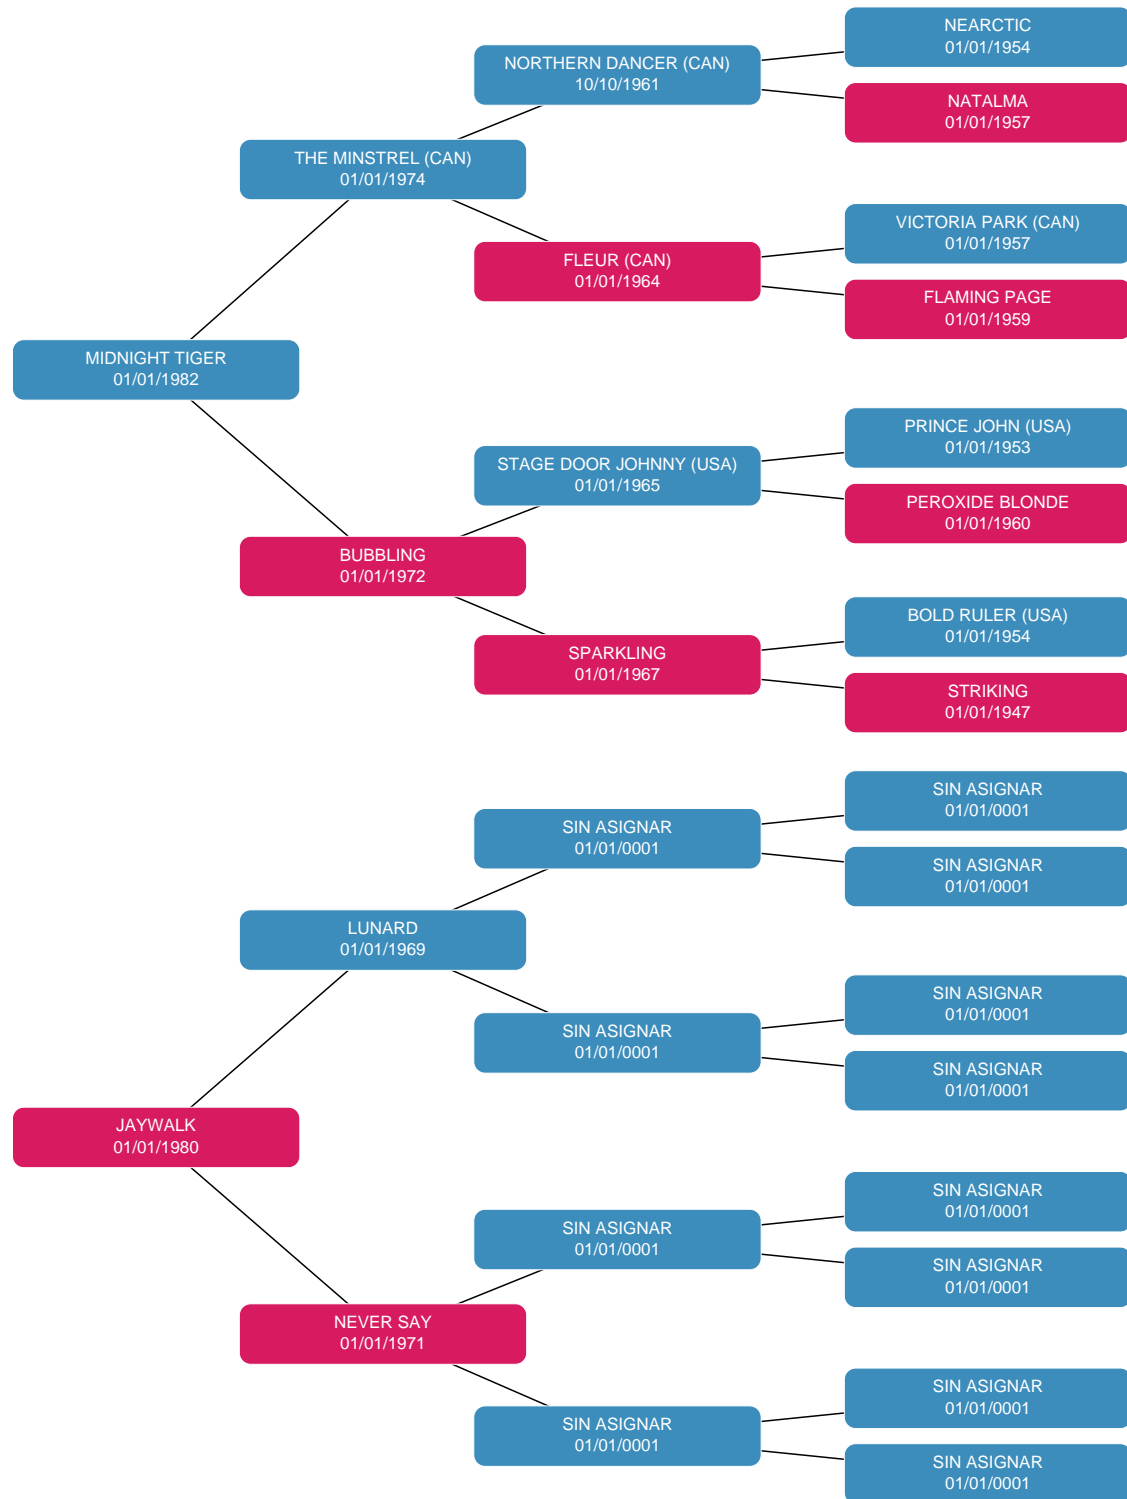 NEARCTIC
01/01/1954
NORTHERN DANCER (CAN)
10/10/1961
NATALMA
01/01/1957
THE MINSTREL (CAN)
01/01/1974
VICTORIA PARK (CAN)
01/01/1957
FLEUR (CAN)
01/01/1964
FLAMING PAGE
01/01/1959
MIDNIGHT TIGER
01/01/1982
PRINCE JOHN (USA)
01/01/1953
STAGE DOOR JOHNNY (USA)
01/01/1965
PEROXIDE BLONDE
01/01/1960
BUBBLING
01/01/1972
BOLD RULER (USA)
01/01/1954
SPARKLING
01/01/1967
STRIKING
01/01/1947
SIN ASIGNAR
01/01/0001
SIN ASIGNAR
01/01/0001
SIN ASIGNAR
01/01/0001
LUNARD
01/01/1969
SIN ASIGNAR
01/01/0001
SIN ASIGNAR
01/01/0001
SIN ASIGNAR
01/01/0001
JAYWALK
01/01/1980
SIN ASIGNAR
01/01/0001
SIN ASIGNAR
01/01/0001
SIN ASIGNAR
01/01/0001
NEVER SAY
01/01/1971
SIN ASIGNAR
01/01/0001
SIN ASIGNAR
01/01/0001
SIN ASIGNAR
01/01/0001